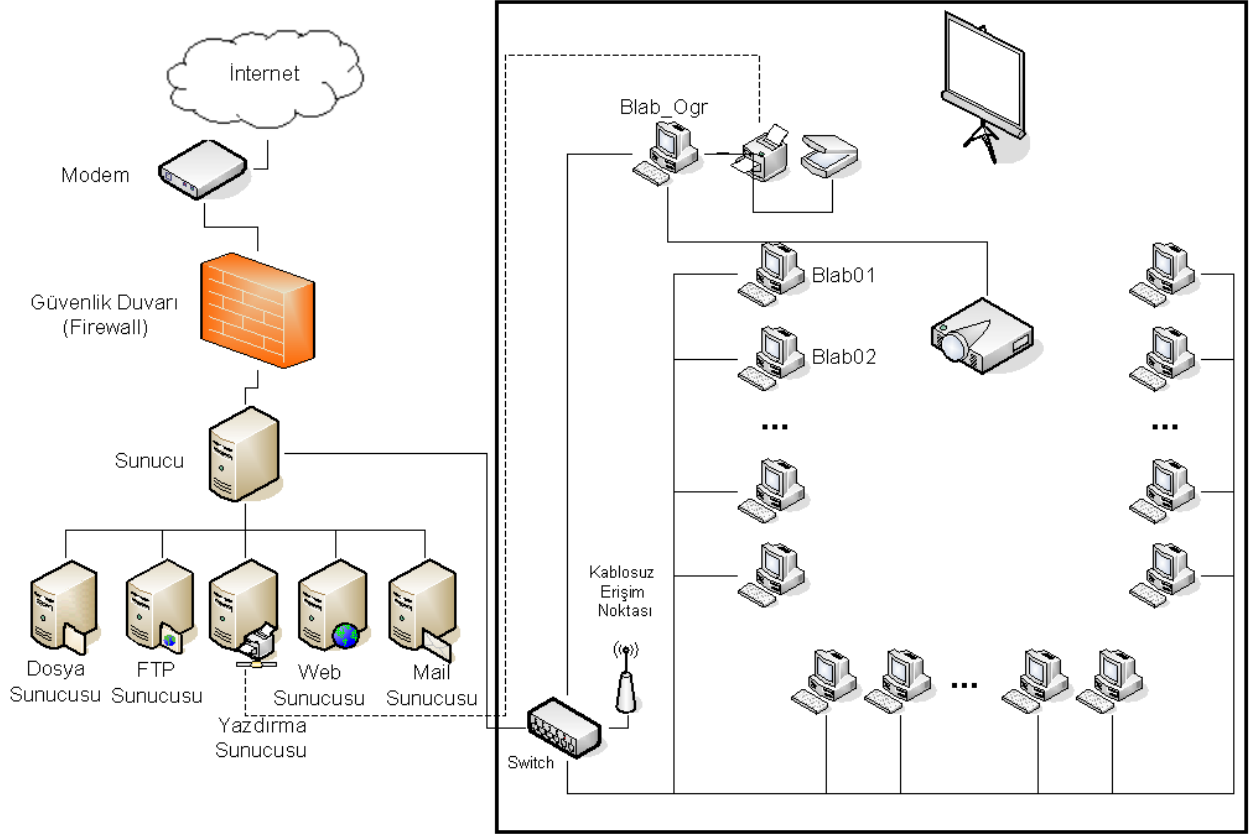 İnternet
Modem
Güvenlik Duvarı
(Firewall)
Sunucu
Dosya
Sunucusu
FTP
Sunucusu
Yazdırma
Sunucusu
Web
Sunucusu
Mail
Sunucusu
Blab_Ogr
Blab01
Blab02
...
...
Kablosuz
Erişim
Noktası
Switch
...